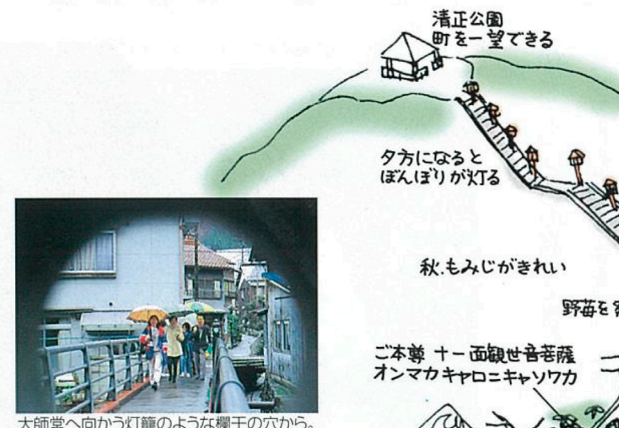 清正公園
町を一望できる
夕方になると
ぼんぼりが灯る
秋.もみじがきれい
野苺を
ご本尊 十一面観世音菩薩
オンマカキャロニキャソワカ
大師堂へ向かう灯籠のような欄干の穴から。